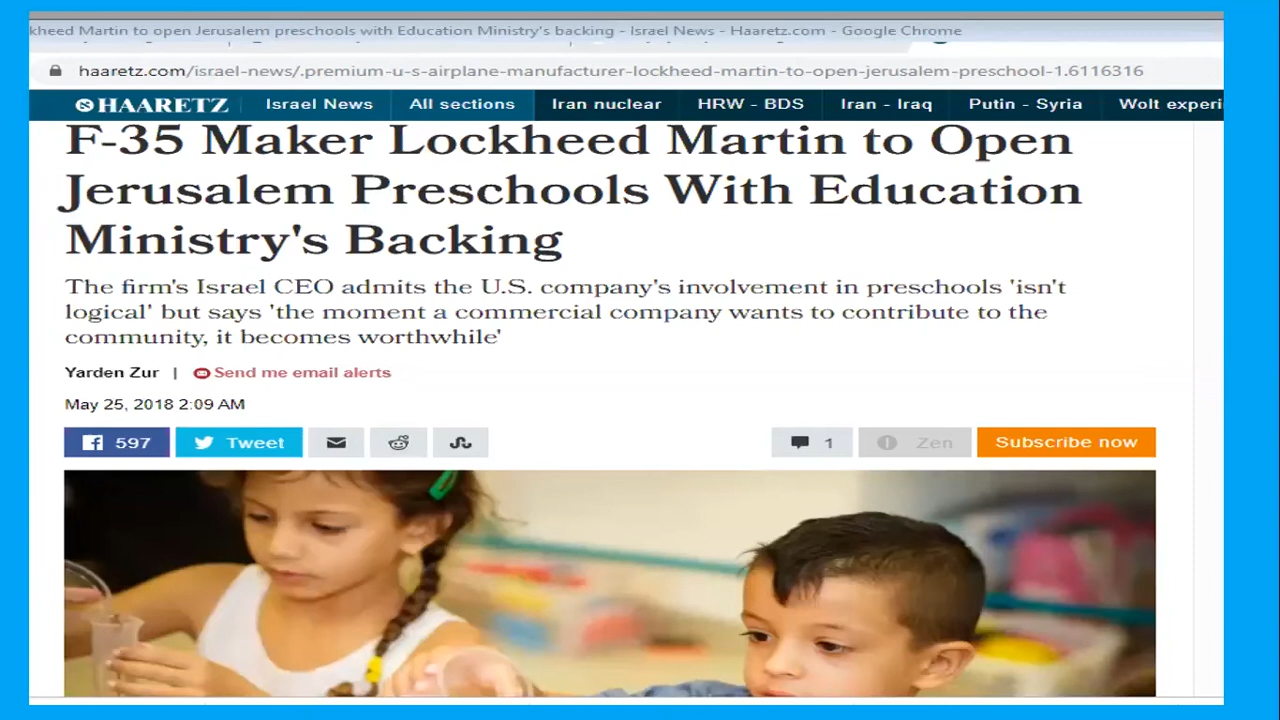 kheed Martin to open Jerusalem preschools with Education Ministry's backing - Israel News - Haaretz.com - Google Chrome
haaretz.com/israel-news/.premium-u-s-airplane-manufacturer-lockheed-martin-to-open-jerusalem-preschool-1.6116316
HAARETZ Israel News All sections Iran nuclear HRW - BDS Iran - Iraq Putin - Syria Wolt experi
F-35 Maker Lockheed Martin to Open
Jerusalem Preschools With Education
Ministry's Backing
The firm's Israel CEO admits the U.S. company's involvement in preschools 'isn't
logical' but says 'the moment a commercial company wants to contribute to the
community, it becomes worthwhile'
Yarden Zur | Send me email alerts
May 25, 2018 2:09 AM
597 Tweet 1 Zen Subscribe now